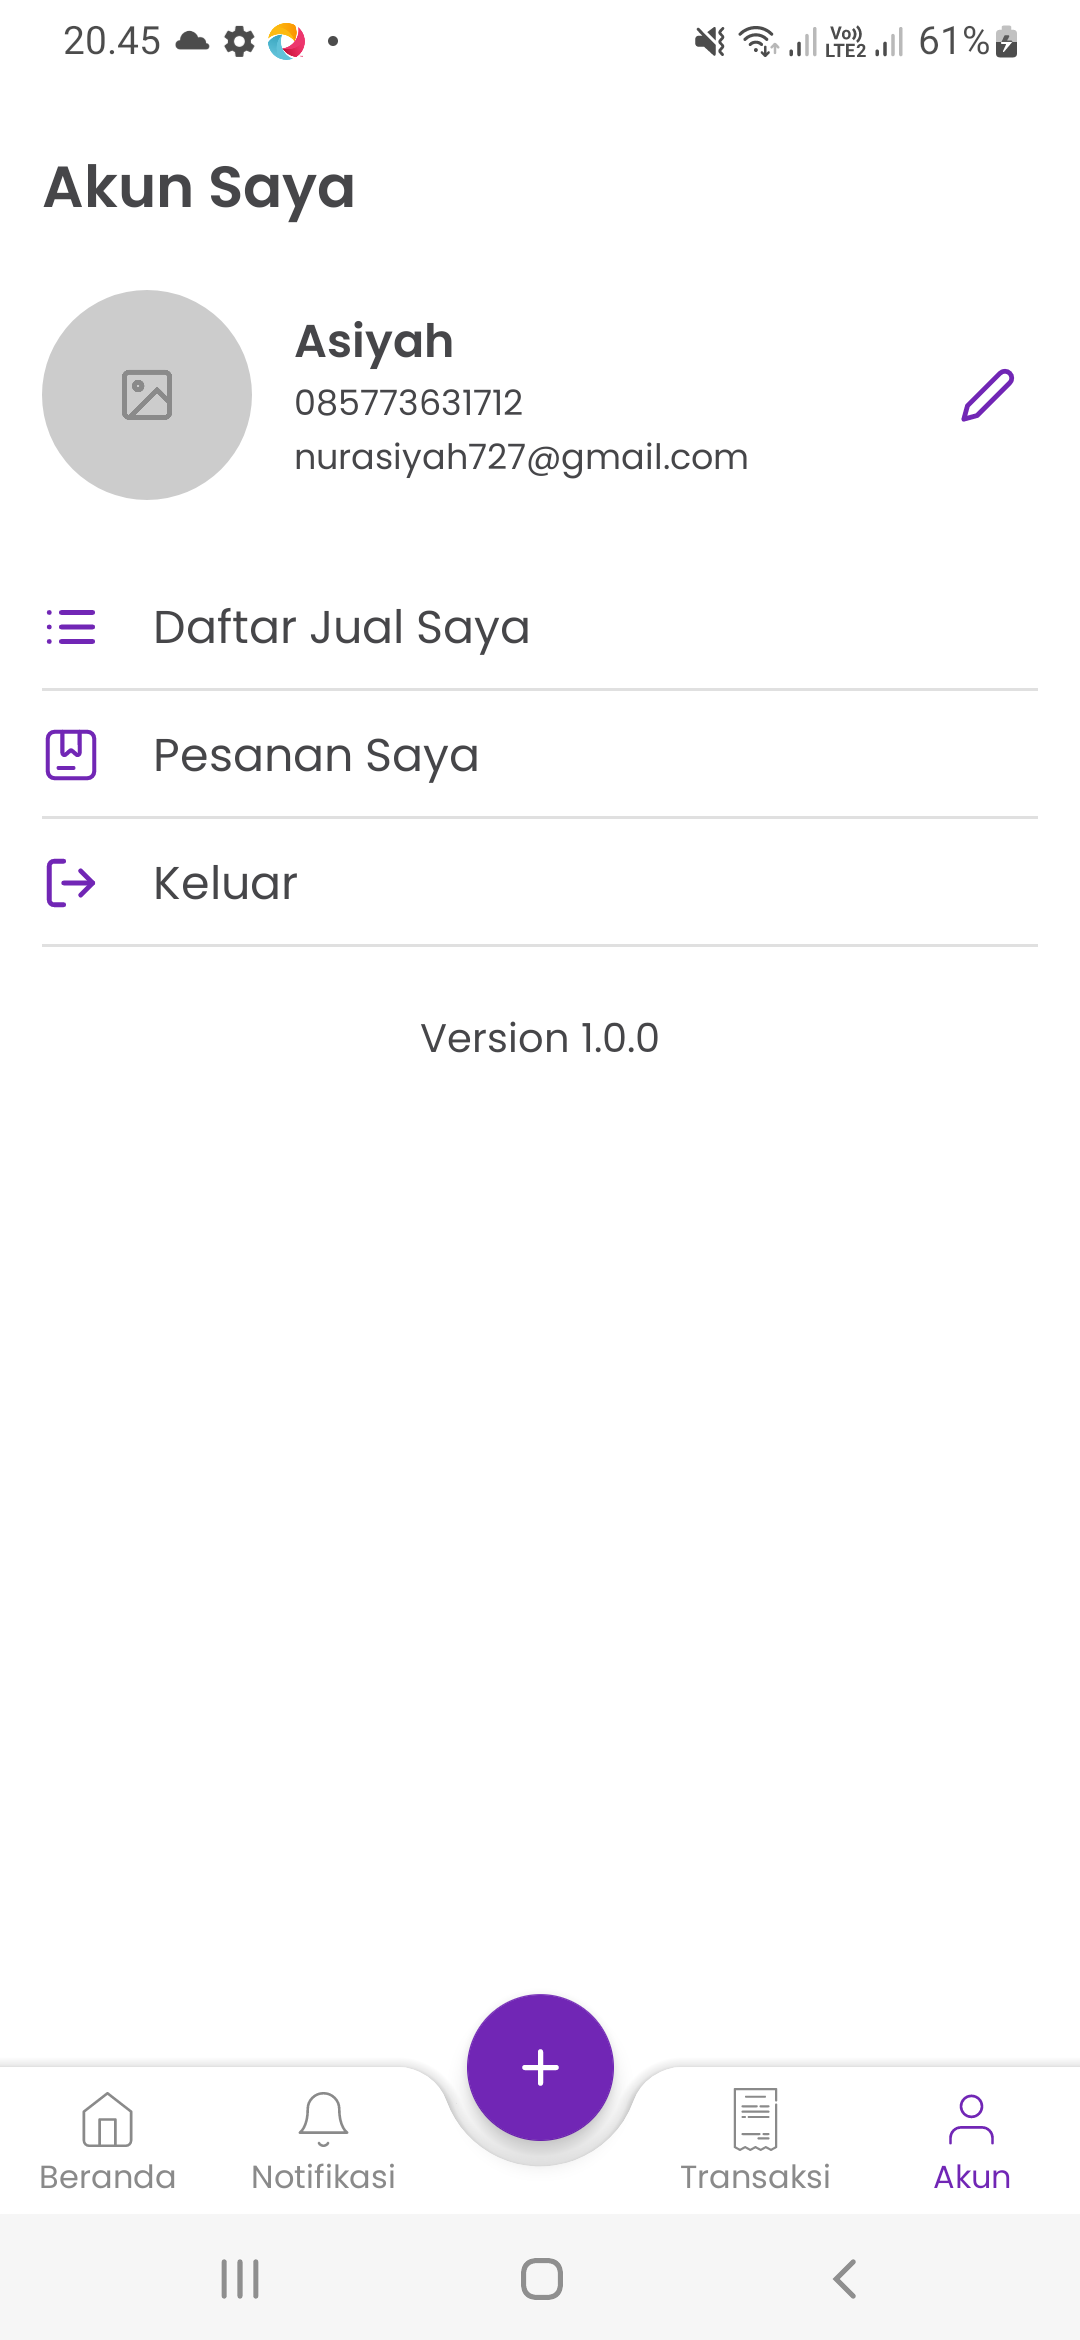 20.45
Vo)) LTE2 61%
Akun Saya
Asiyah
085773631712
nurasiyah727@gmail.com
Daftar Jual Saya
Pesanan Saya
Keluar
Version 1.0.0
Beranda
Notifikasi
Transaksi
Akun